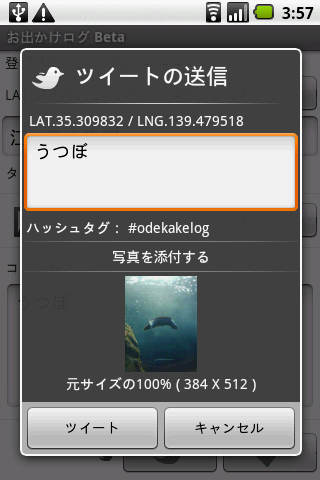 3:57
お出かけログ Beta
登
LA
ツイートの送信
LAT.35.309832 / LNG.139.479518
江
うつぼ
タ
ハッシュタグ： #odekakelog
写真を添付する
コ
うつぼ
元サイズの100% ( 384 X 512 )
ツイート
キャンセル